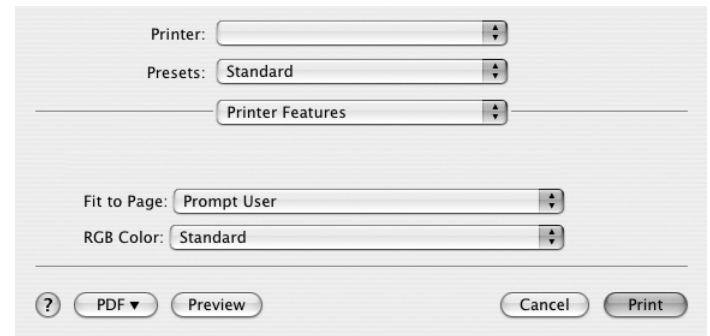 Printer:
Presets: Standard
Printer Features
Fit to Page: Prompt User
RGB Color: Standard
? PDF▼ Preview Cancel Print